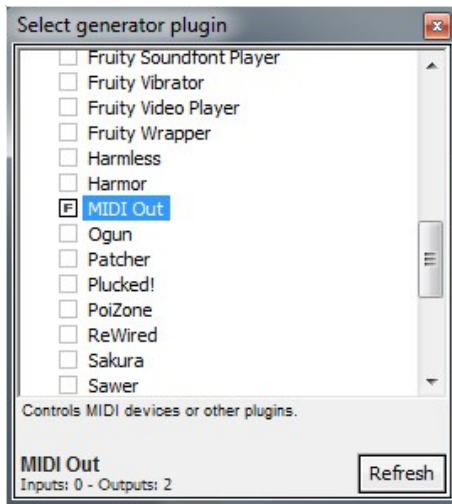 Select generator plugin
Fruity Soundfont Player
Fruity Vibrator
Fruity Video Player
Fruity Wrapper
Harmless
Harmor
F MIDI Out
Ogun
Patcher
Plucked!
PoiZone
ReWired
Sakura
Sawer
Controls MIDI devices or other plugins.
MIDI Out
Inputs: 0 - Outputs: 2
Refresh